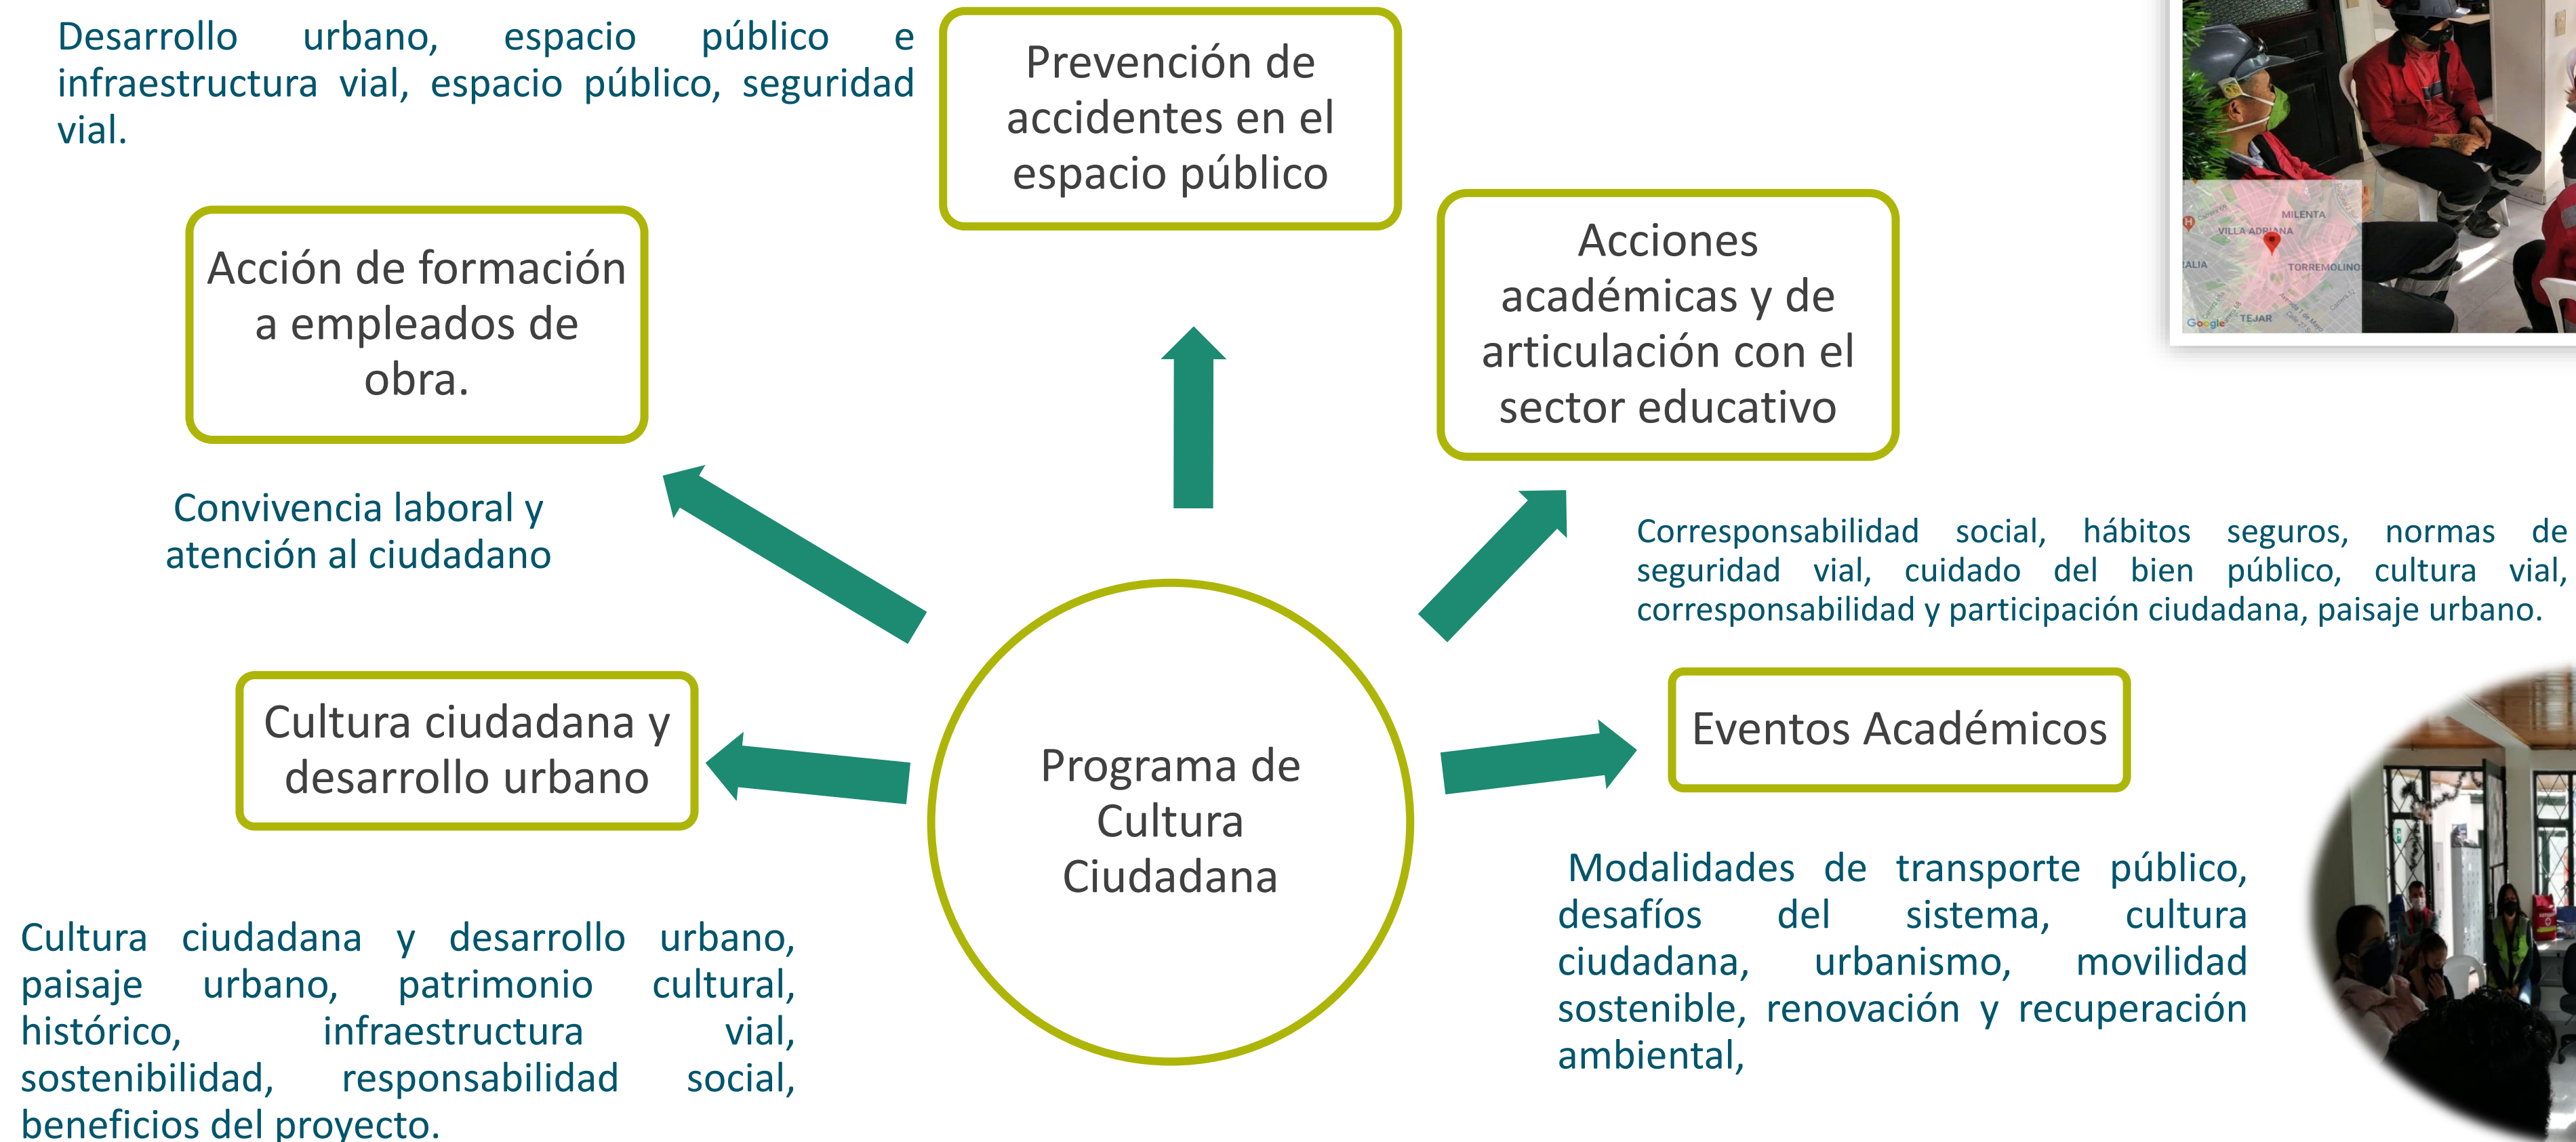 Desarrollo urbano, espacio público e
infraestructura vial, espacio público, seguridad
vial.
Prevención de
accidentes en el
espacio público
Acción de formación
a empleados de
obra.
Acciones
académicas y de
articulación con el
sector educativo
MILENTA
VILLA ADRIANA
TORREMOLINO
TEJAR
Google
Convivencia laboral y
atención al ciudadano
Corresponsabilidad social, hábitos seguros, normas de
seguridad vial, cuidado del bien público, cultura vial,
corresponsabilidad y participación ciudadana, paisaje urbano.
Cultura ciudadana y
desarrollo urbano
Programa de
Cultura
Ciudadana
Eventos Académicos
Modalidades de transporte público,
desafíos del sistema, cultura
ciudadana, urbanismo, movilidad
sostenible, renovación y recuperación
ambiental,
Cultura ciudadana y desarrollo urbano,
paisaje urbano, patrimonio cultural,
histórico, infraestructura vial,
sostenibilidad, responsabilidad social,
beneficios del proyecto.